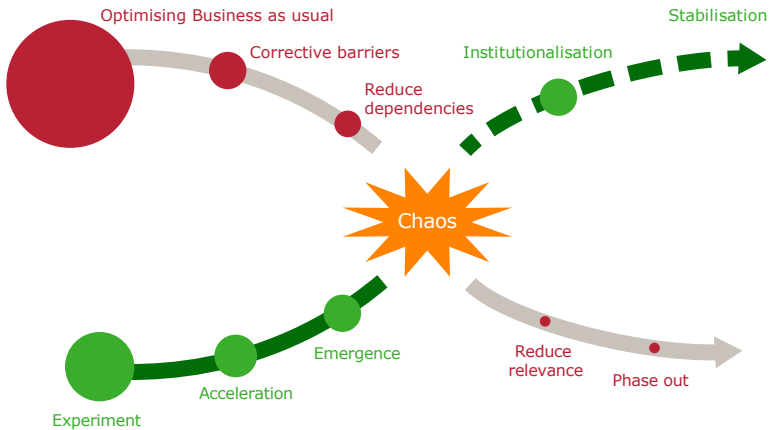 Optimising Business as usual
Stabilisation
Corrective barriers
Institutionalisation
Reduce
dependencies
Chaos
Emergence
Reduce
relevance
Acceleration
Phase out
Experiment